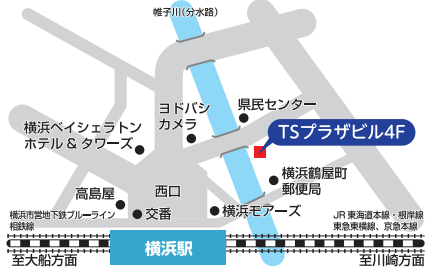 帷子川(分水路)
ヨドバシ
カメラ
県民センター
TSプラザビル4F
横浜ベイシェラトン
ホテル & タワーズ
横浜鶴屋町
郵便局
高島屋
西口
交番
横浜モアーズ
横浜市営地下鉄ブルーライン
相鉄線
JR 東海道本線・根岸線
東急東横線、京急本線
横浜駅
至大船方面
至川崎方面